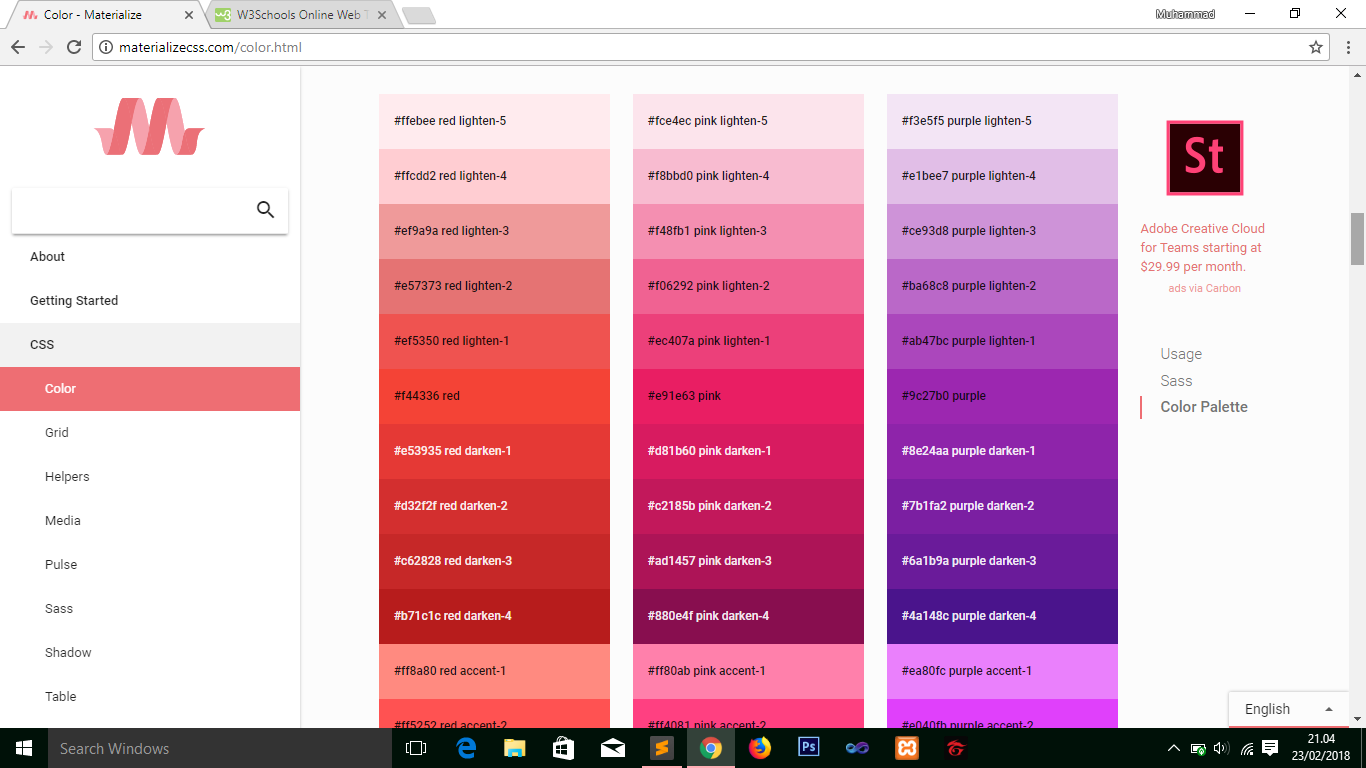 Color - Materialize
W3Schools Online Web T
Muhammad
materializecss.com/color.html
About
Getting Started
CSS
Color
Grid
Helpers
Media
Pulse
Sass
Shadow
Table
#ffebee red lighten-5
#ffcdd2 red lighten-4
#ef9a9a red lighten-3
#e57373 red lighten-2
#ef5350 red lighten-1
#f44336 red
#e53935 red darken-1
#d32f2f red darken-2
#c62828 red darken-3
#b71c1c red darken-4
#ff8a80 red accent-1
#ff5252 red accent-2
#fce4ec pink lighten-5
#f8bbd0 pink lighten-4
#f48fb1 pink lighten-3
#f06292 pink lighten-2
#ec407a pink lighten-1
#e91e63 pink
#d81b60 pink darken-1
#c2185b pink darken-2
#ad1457 pink darken-3
#880e4f pink darken-4
#ff80ab pink accent-1
#ff4081 pink accent-2
#f3e5f5 purple lighten-5
#e1bee7 purple lighten-4
#ce93d8 purple lighten-3
#ba68c8 purple lighten-2
#ab47bc purple lighten-1
#9c27b0 purple
#8e24aa purple darken-1
#7b1fa2 purple darken-2
#6a1b9a purple darken-3
#4a148c purple darken-4
#ea80fc purple accent-1
#e040fb purple accent-2
St
Adobe Creative Cloud
for Teams starting at
$29.99 per month.
ads via Carbon
Usage
Sass
Color Palette
English
Search Windows
Ps
21.04
23/02/2018